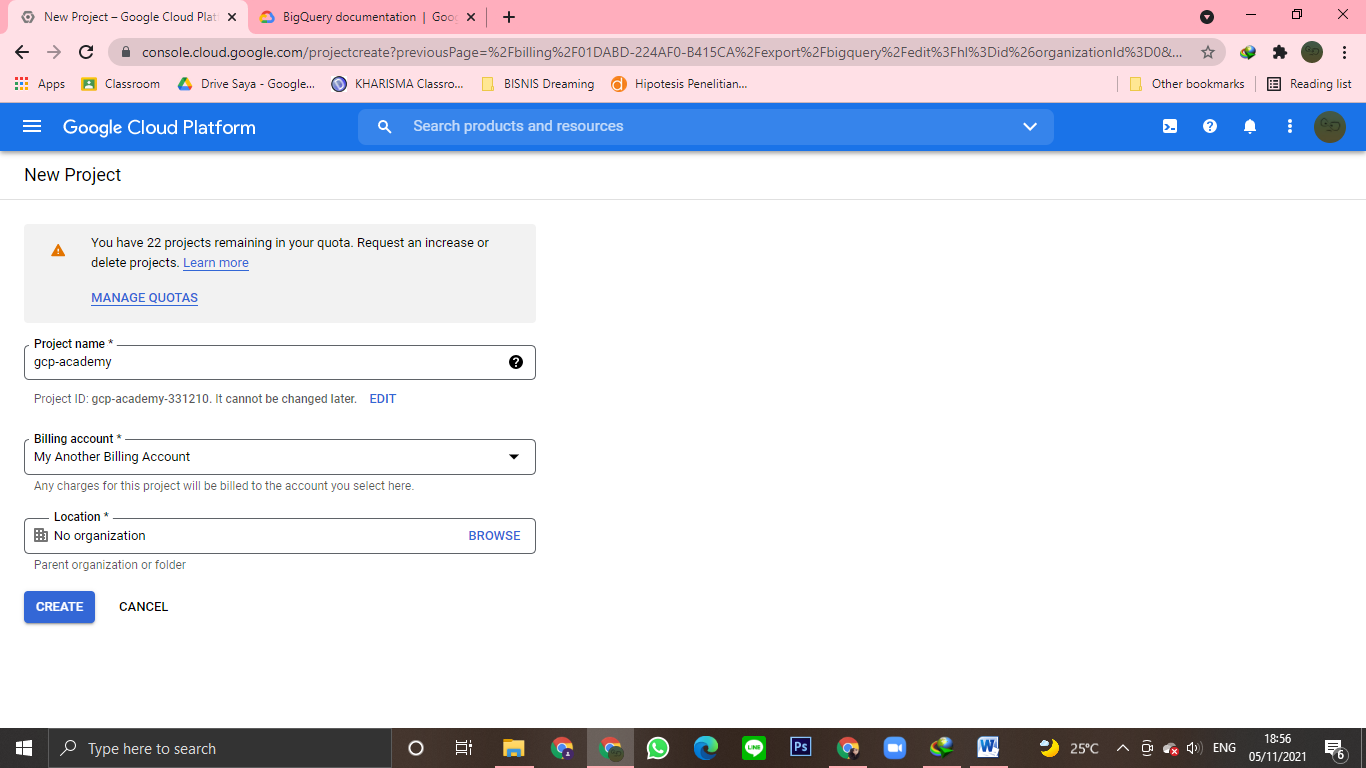 New Project – Google Cloud Plat
BigQuery documentation | Goo
console.cloud.google.com/projectcreate?previousPage=%2Fbilling%2F01DABD-224AF0-B415CA%2Fexport%2Fbigquery%2Fedit%3Fhl%3Did%26organizationId%3D0&...
Apps
Classroom
Drive Saya - Google...
KHARISMA Classro...
BISNIS Dreaming
Hipotesis Penelitian...
Other bookmarks
Reading list
Google Cloud Platform
Search products and resources
New Project
You have 22 projects remaining in your quota. Request an increase or
delete projects. Learn more
MANAGE QUOTAS
Project name *
gcp-academy
Project ID: gcp-academy-331210. It cannot be changed later. EDIT
Billing account *
My Another Billing Account
Any charges for this project will be billed to the account you select here.
Location *
No organization BROWSE
Parent organization or folder
CREATE CANCEL
Type here to search
Ps
LINE
W
25°C
ENG
18:56
05/11/2021
6